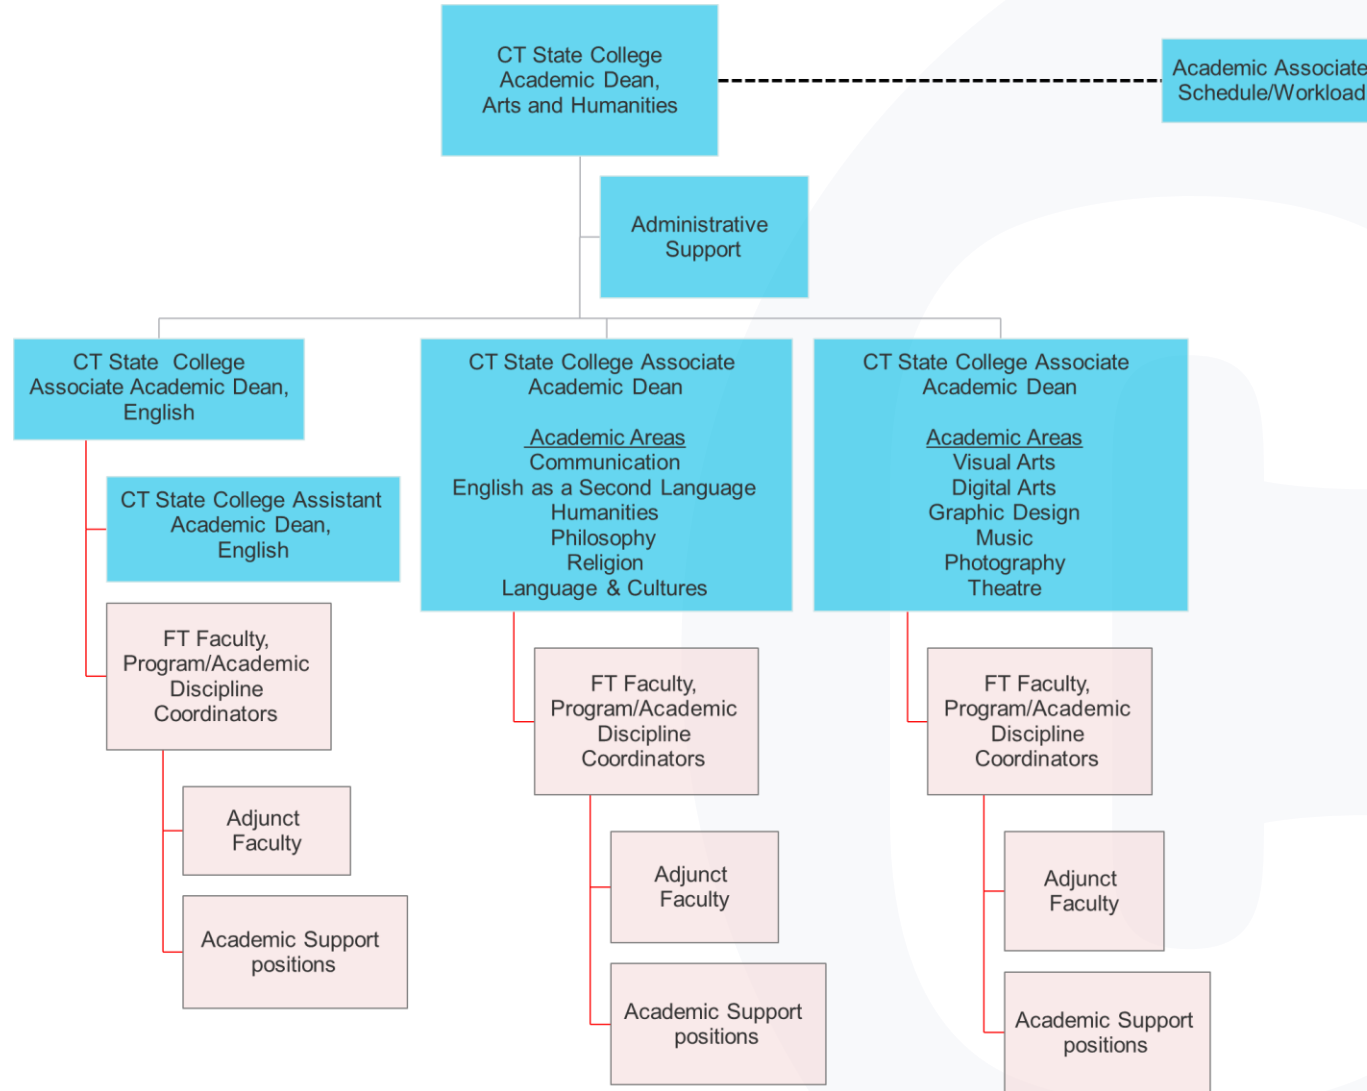 CT State College
Academic Dean,
Arts and Humanities
Academic Associate
Schedule/Workload
Administrative
Support
CT State College
Associate Academic Dean,
English
CT State College Assistant
Academic Dean,
English
FT Faculty,
Program/Academic
Discipline
Coordinators
Adjunct
Faculty
Academic Support
positions
CT State College Associate
Academic Dean
Academic Areas
Communication
English as a Second Language
Humanities
Philosophy
Religion
Language & Cultures
FT Faculty,
Program/Academic
Discipline
Coordinators
Adjunct
Faculty
Academic Support
positions
CT State College Associate
Academic Dean
Academic Areas
Visual Arts
Digital Arts
Graphic Design
Music
Photography
Theatre
FT Faculty,
Program/Academic
Discipline
Coordinators
Adjunct
Faculty
Academic Support
positions